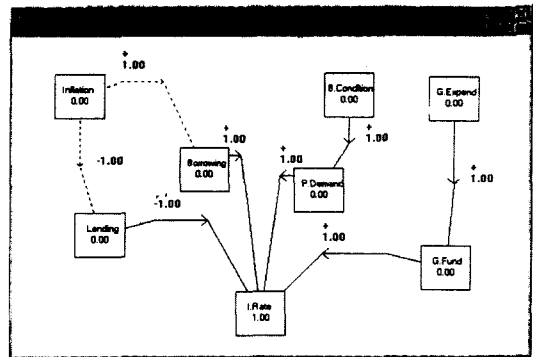 +
1.00
Inflation
0.00
B.Condition
0.00
G.Expend
0.00
+
1.00
+
1.00
+
1.00
-1.00
Borrowing
0.00
P.Demand
0.00
+
1.00
Lending
0.00
-1.00
+
1.00
G.Fund
0.00
I.Rate
1.00